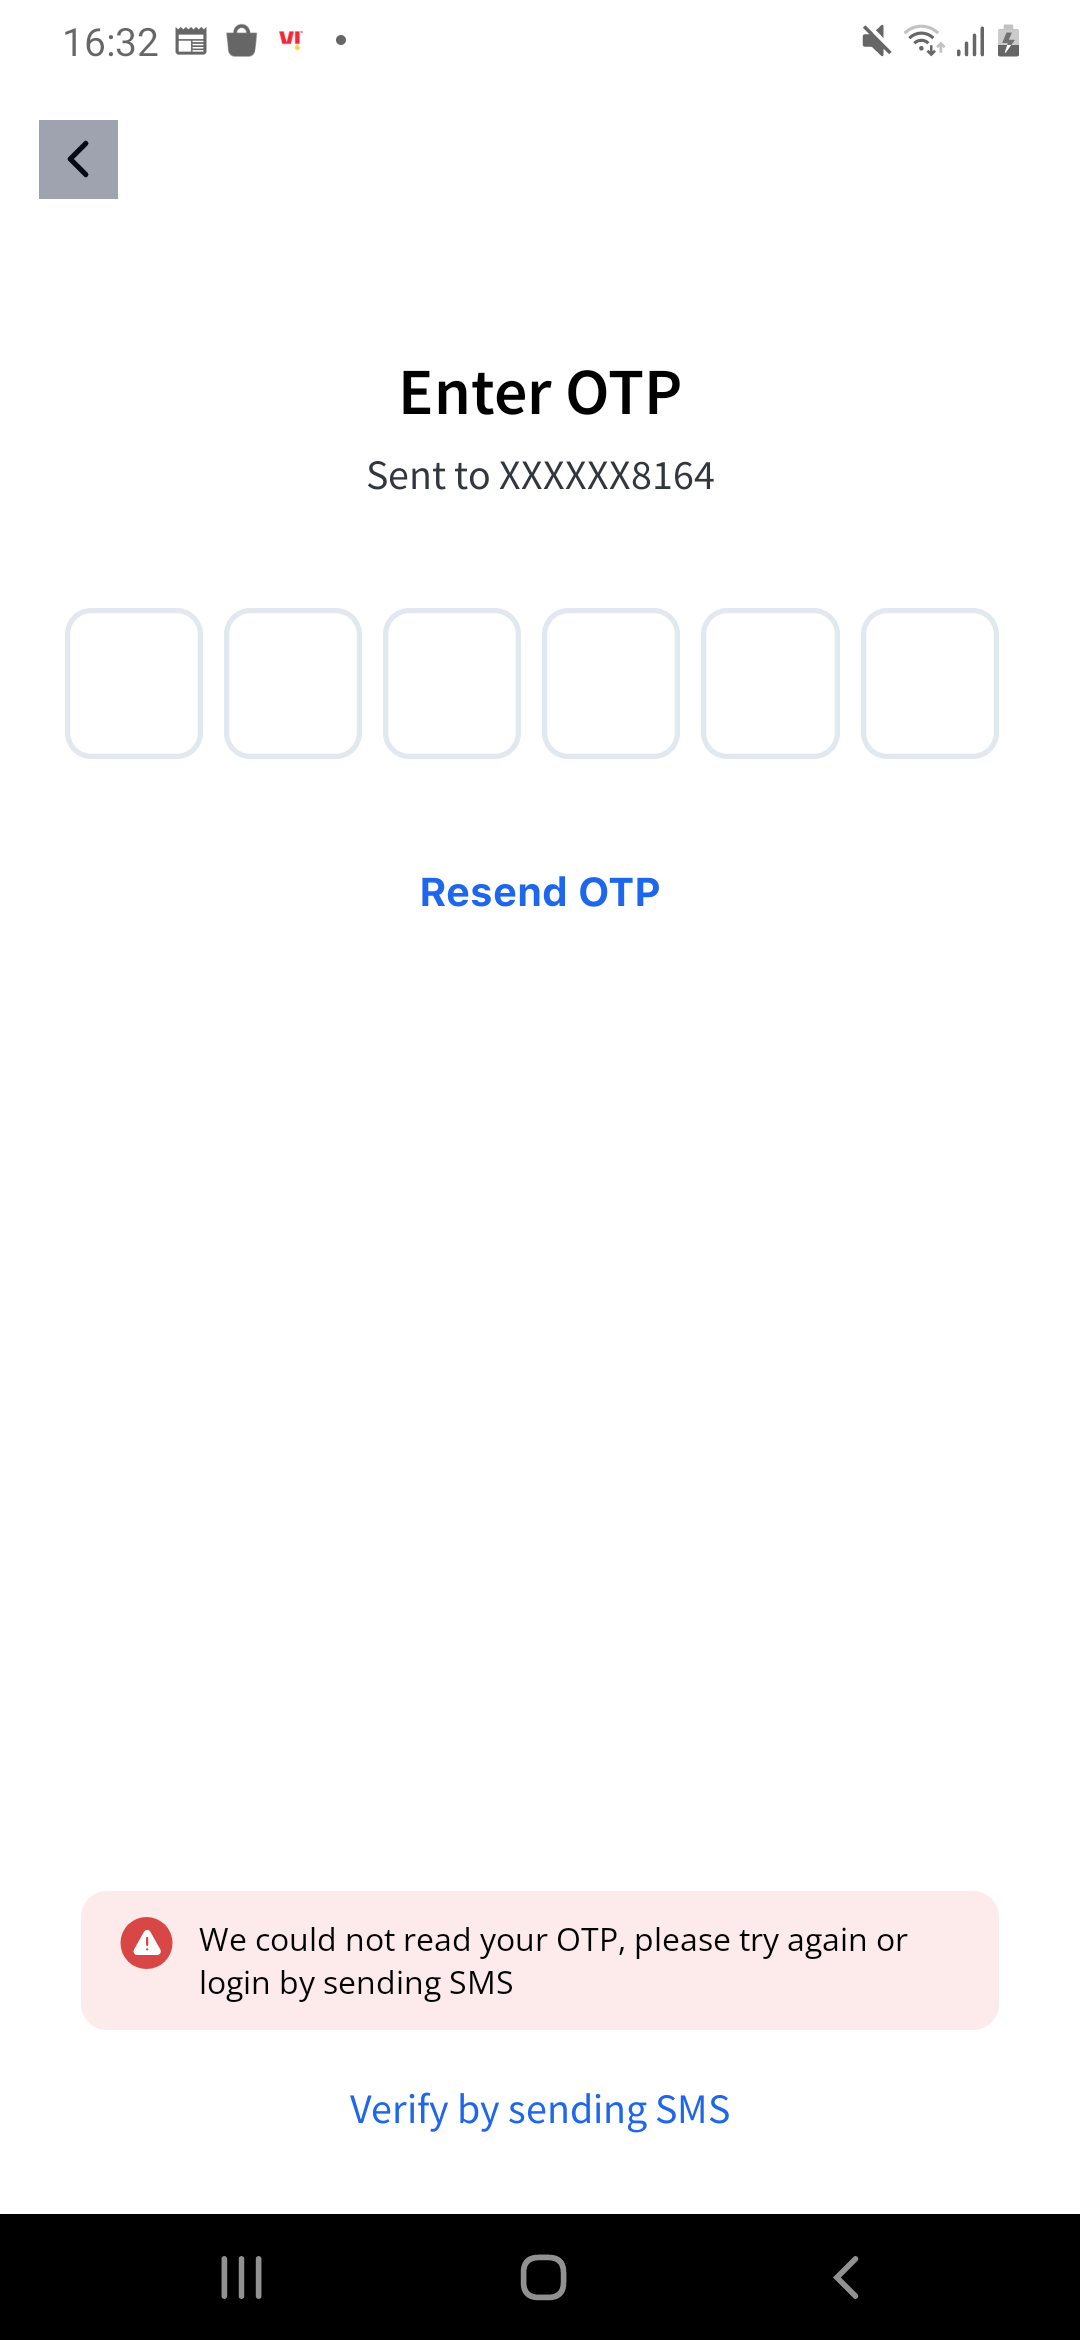 16:32 VI
Enter OTP
Sent to XXXXXX8164
Resend OTP
We could not read your OTP, please try again or
login by sending SMS
Verify by sending SMS